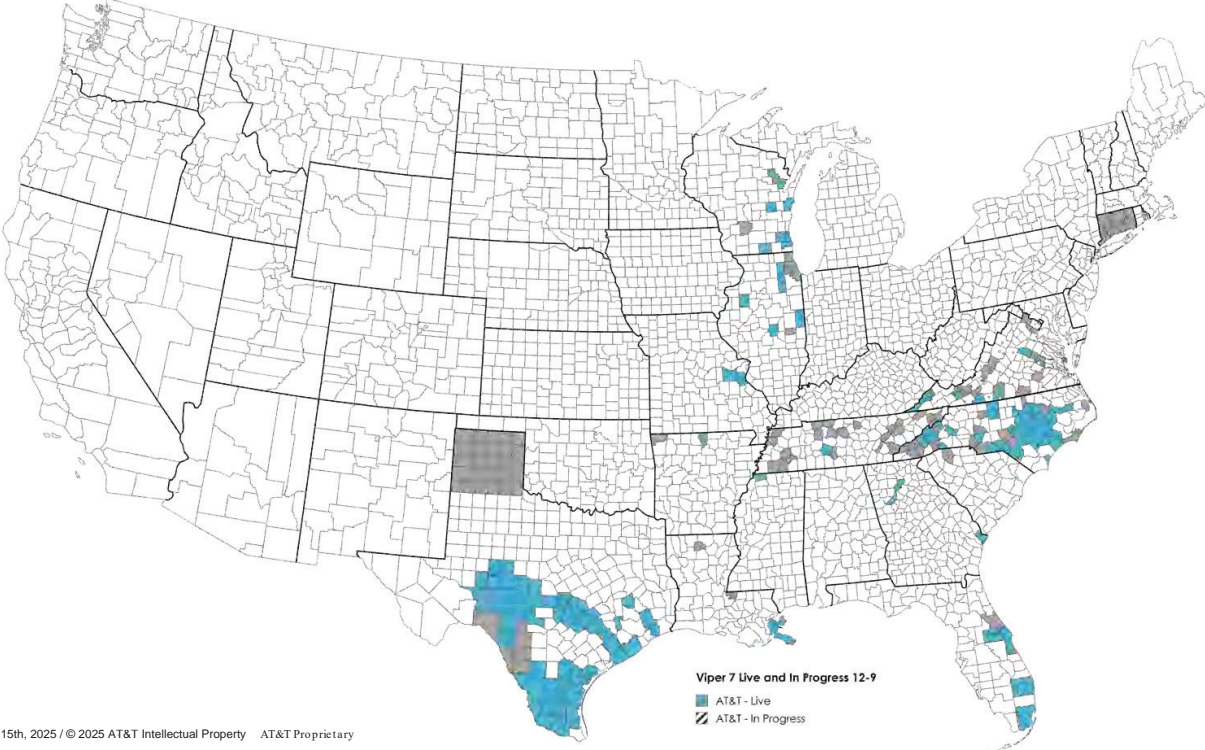 Viper 7 Live and In Progress 12-9
AT&T - Live
AT&T - In Progress
15th, 2025 / © 2025 AT&T Intellectual Property AT&T Proprietary